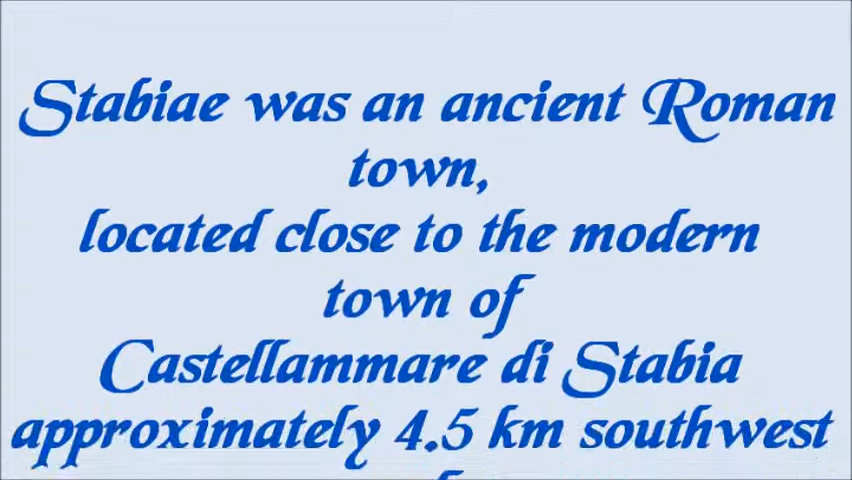 Stabiae was an ancient Roman
town,
located close to the modern
town of
Castellammare di Stabia
approximately 4.5 km southwest